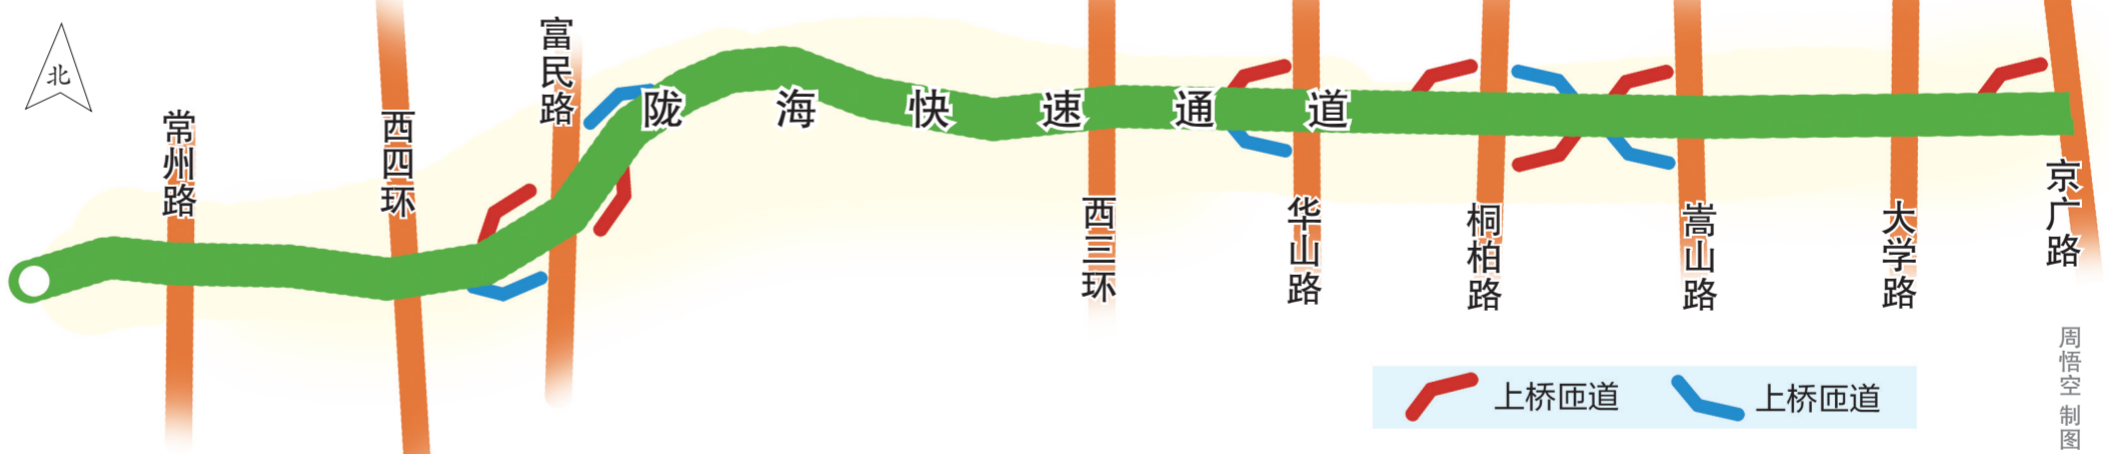 北
常州路
西四环
富民路
陇海快速通道
西三环
华山路
桐柏路
嵩山路
大学路
京广路
上桥匝道
上桥匝道
周悟空 制图